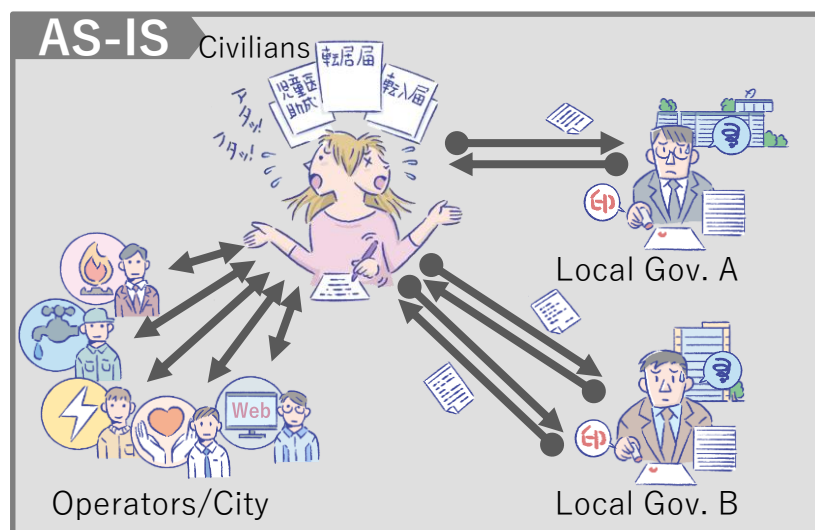 AS-IS
Civilians
転居届
児童医
助成
転入届
アタッ!
フタッ!
印
Local Gov. A
Web
印
Operators/City
Local Gov. B